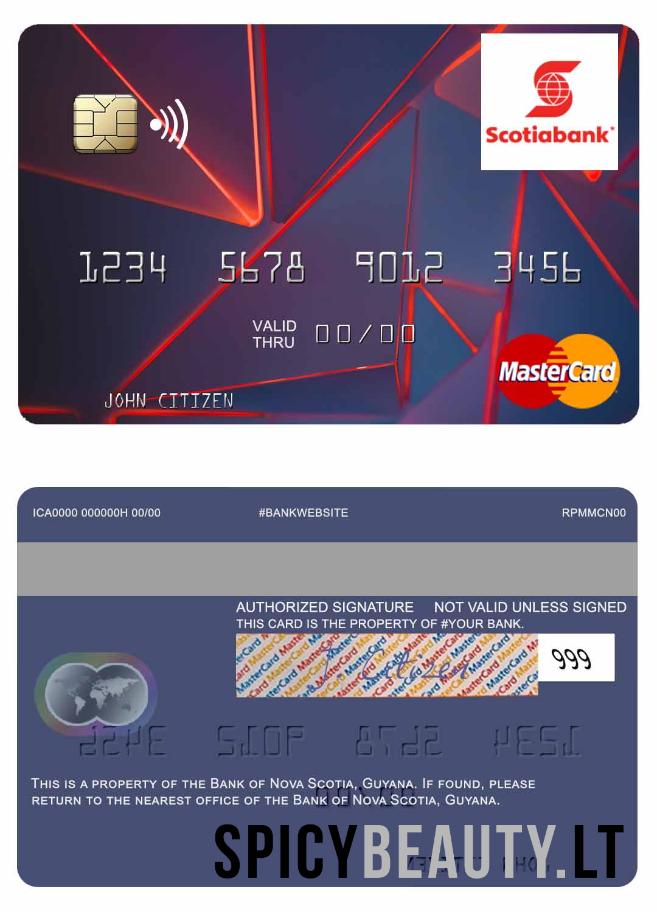 Scotiabank
1234 5678 9012 3456
VALID THRU 00/00
MasterCard
JOHN CITIZEN
ICA0000 000000H 00/00 #BANKWEBSITE RPMMCN00
AUTHORIZED SIGNATURE NOT VALID UNLESS SIGNED
THIS CARD IS THE PROPERTY OF #YOUR BANK.
J. Citizen 999
THIS IS A PROPERTY OF THE BANK OF NOVA SCOTIA, GUYANA. IF FOUND, PLEASE
RETURN TO THE NEAREST OFFICE OF THE BANK OF NOVA SCOTIA, GUYANA.
SPICYBEAUTY.LT